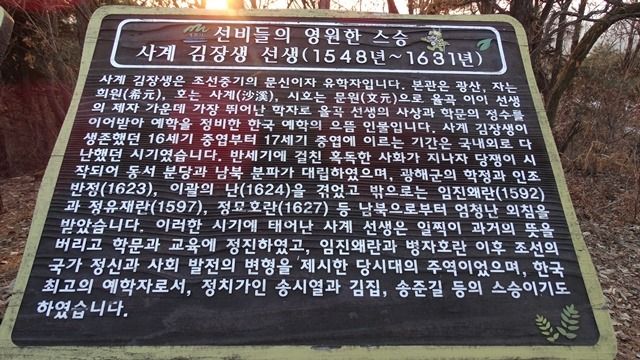 선비들의 영원한 스승
사계 김장생 선생(1548년~1631년)
사계 김장생은 조선중기의 문신이자 유학자입니다. 본관은 광산, 자는
희원(希元), 호는 사계(沙溪), 시호는 문원(文元)으로 율곡 이이 선생
의 제자 가운데 가장 뛰어난 학자로 율곡 선생의 사상과 학문의 정수를
이어받아 예학을 정비한 한국 예학의 으뜸 인물입니다. 사계 김장생이
생존했던 16세기 중엽부터 17세기 중엽에 이르는 기간은 국내외로 다
난했던 시기였습니다. 반세기에 걸친 혹독한 사화가 지나자 당쟁이 시
작되어 동서 분당과 남북 분파가 대립하였으며, 광해군의 학정과 인조
반정(1623), 이괄의 난(1624)을 겪었고 밖으로는 임진왜란(1592)
과 정유재란(1597), 정묘호란(1627) 등 남북으로부터 엄청난 외침을
받았습니다. 이러한 시기에 태어난 사계 선생은 일찍이 과거의 뜻을
버리고 학문과 교육에 정진하였고, 임진왜란과 병자호란 이후 조선의
국가 정신과 사회 발전의 변형을 제시한 당시대의 주역이었으며, 한국
최고의 예학자로서, 정치가인 송시열과 김집, 송준길 등의 스승이기도
하였습니다.